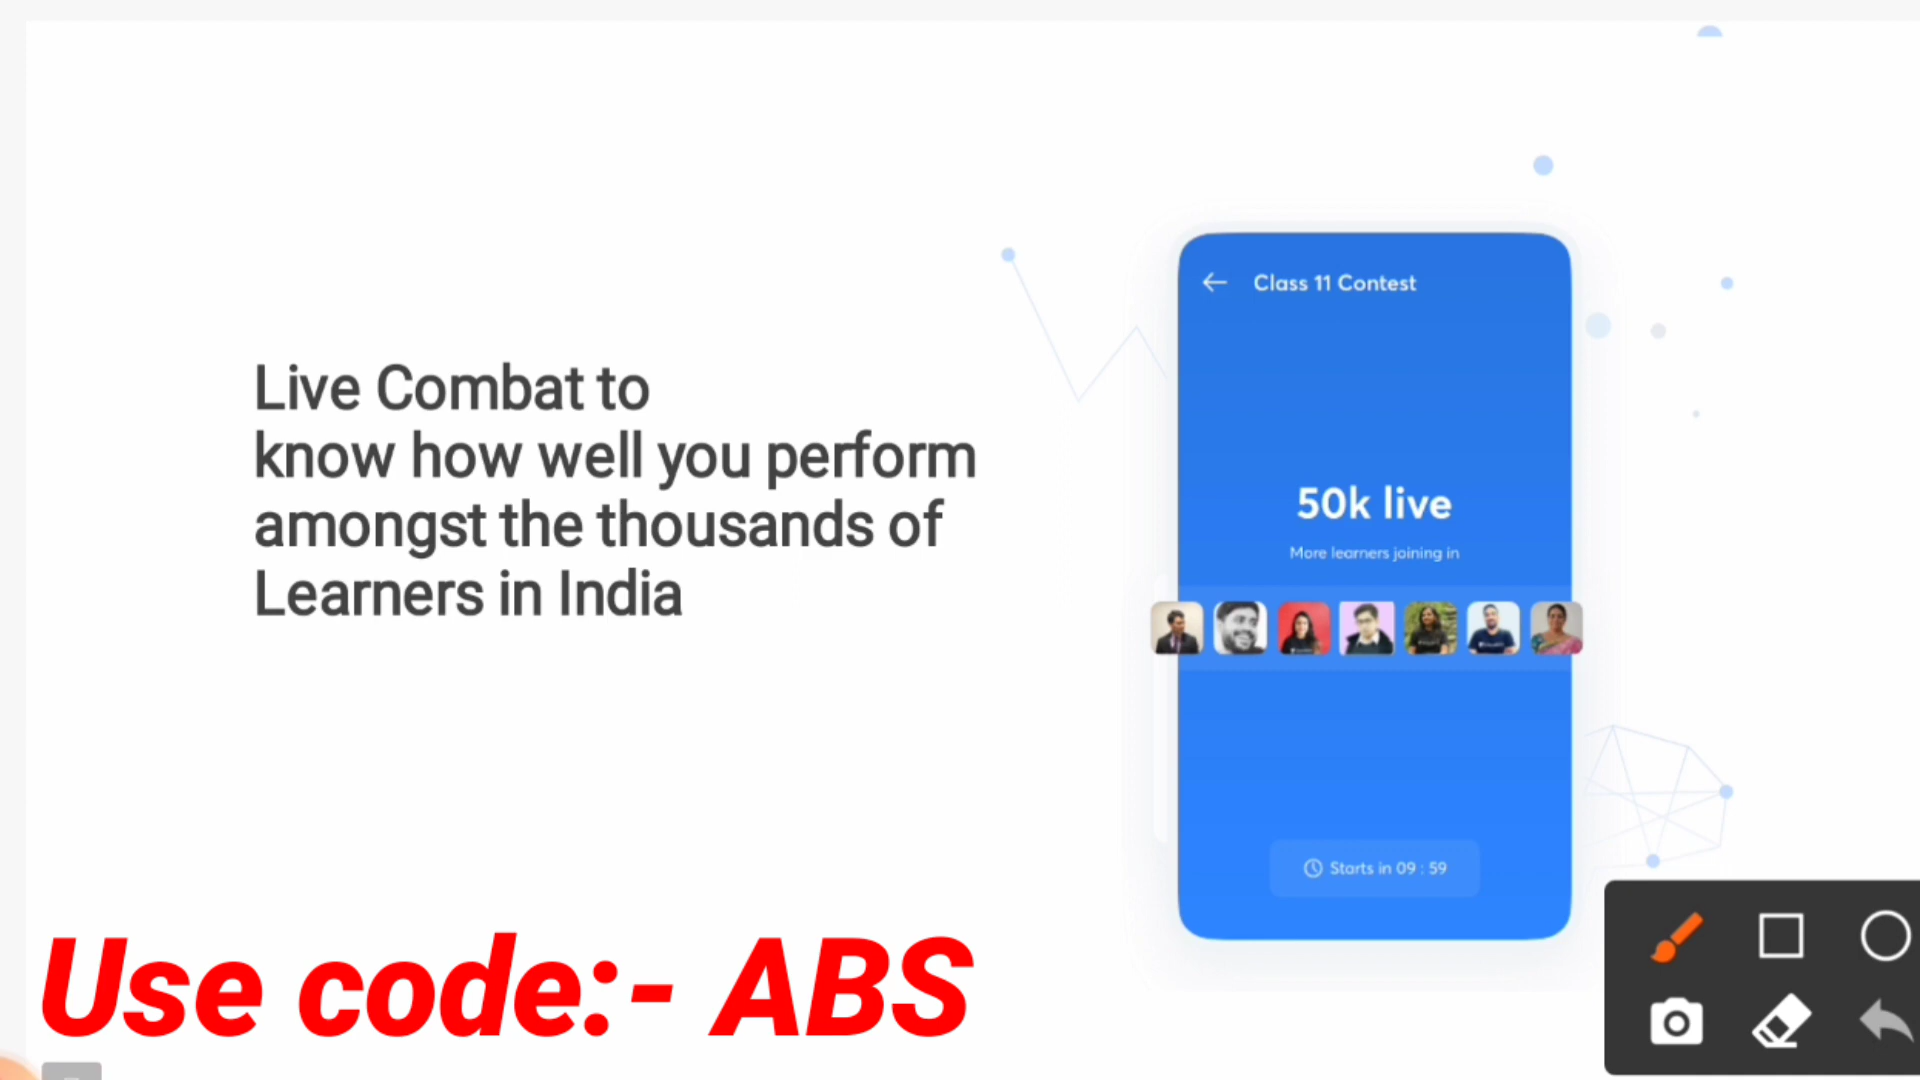 Live Combat to
know how well you perform
amongst the thousands of
Learners in India
Class 11 Contest
50k live
More learners joining in
Starts in 09 : 59
Use code:- ABS